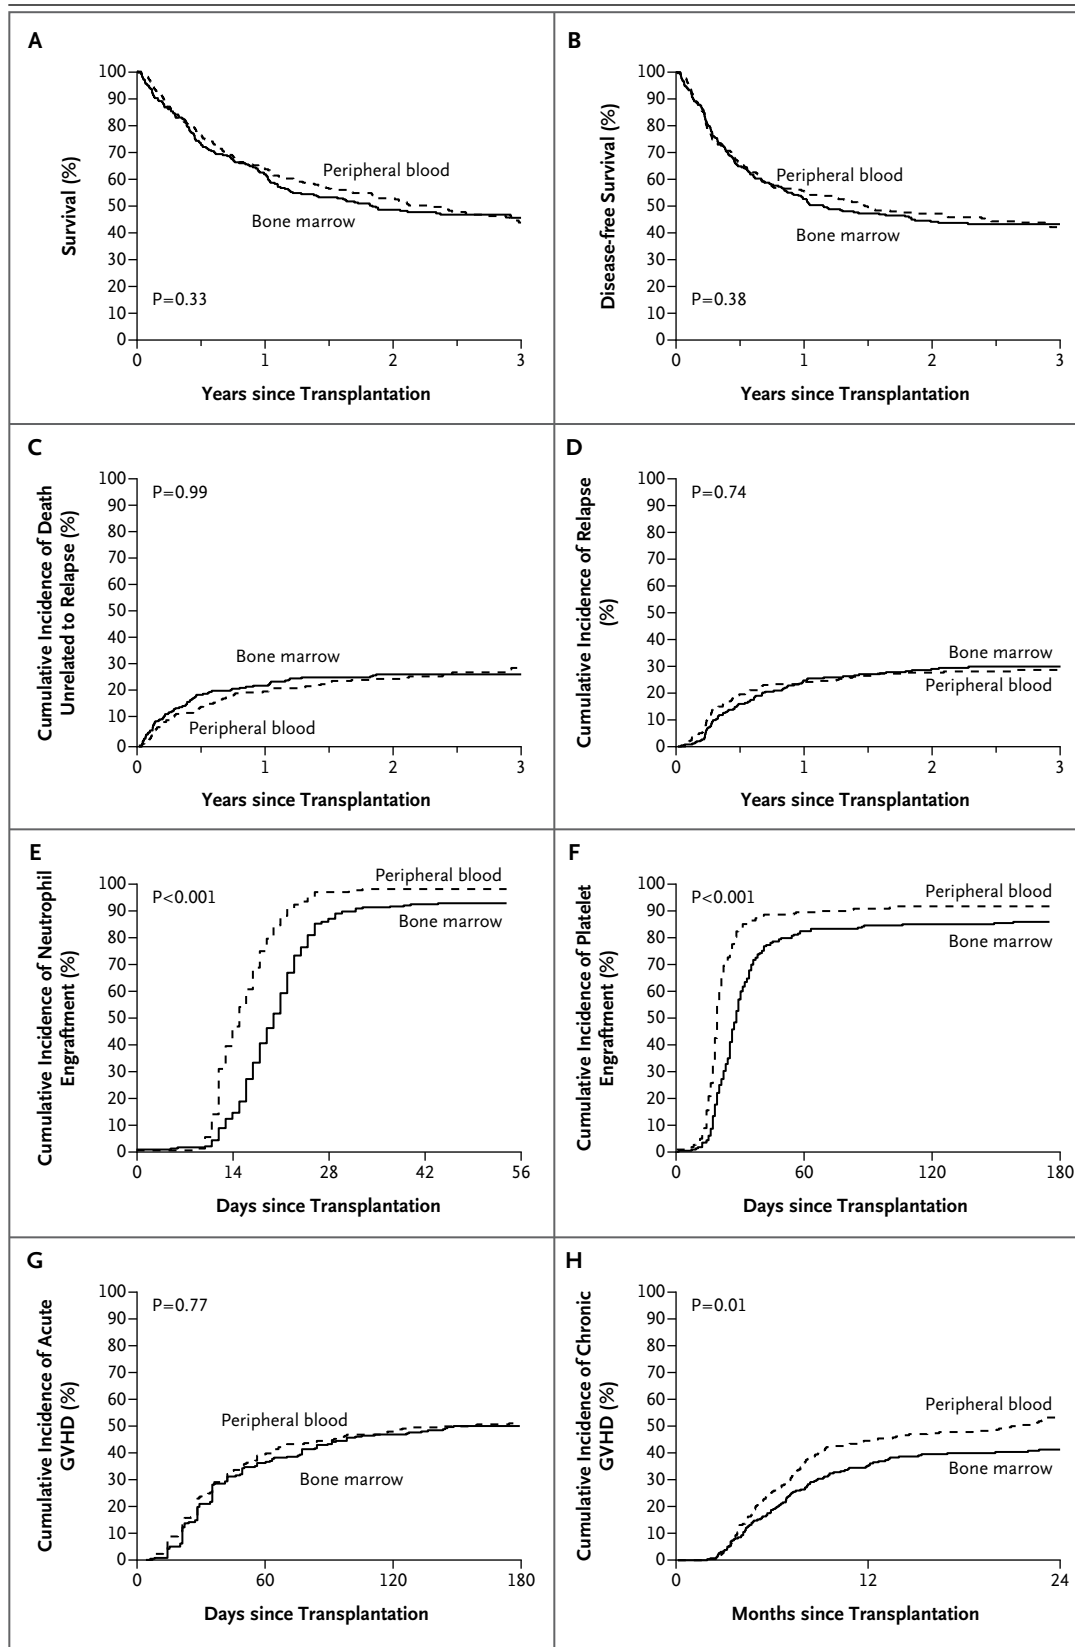 A
Survival (%)
100
90
80
70
60
50
40
30
20
10
0
Peripheral blood
Bone marrow
P=0.33
0 1 2 3
Years since Transplantation
B
Disease-free Survival (%)
100
90
80
70
60
50
40
30
20
10
0
Peripheral blood
Bone marrow
P=0.38
0 1 2 3
Years since Transplantation
C
Cumulative Incidence of Death
Unrelated to Relapse (%)
100
90
80
70
60
50
40
30
20
10
0
P=0.99
Bone marrow
Peripheral blood
0 1 2 3
Years since Transplantation
D
Cumulative Incidence of Relapse
(%)
100
90
80
70
60
50
40
30
20
10
0
P=0.74
Bone marrow
Peripheral blood
0 1 2 3
Years since Transplantation
E
Cumulative Incidence of Neutrophil
Engraftment (%)
100
90
80
70
60
50
40
30
20
10
0
P<0.001
Peripheral blood
Bone marrow
0 14 28 42 56
Days since Transplantation
F
Cumulative Incidence of Platelet
Engraftment (%)
100
90
80
70
60
50
40
30
20
10
0
P<0.001
Peripheral blood
Bone marrow
0 60 120 180
Days since Transplantation
G
Cumulative Incidence of Acute
GVHD (%)
100
90
80
70
60
50
40
30
20
10
0
P=0.77
Peripheral blood
Bone marrow
0 60 120 180
Days since Transplantation
H
Cumulative Incidence of Chronic
GVHD (%)
100
90
80
70
60
50
40
30
20
10
0
P=0.01
Peripheral blood
Bone marrow
0 12 24
Months since Transplantation